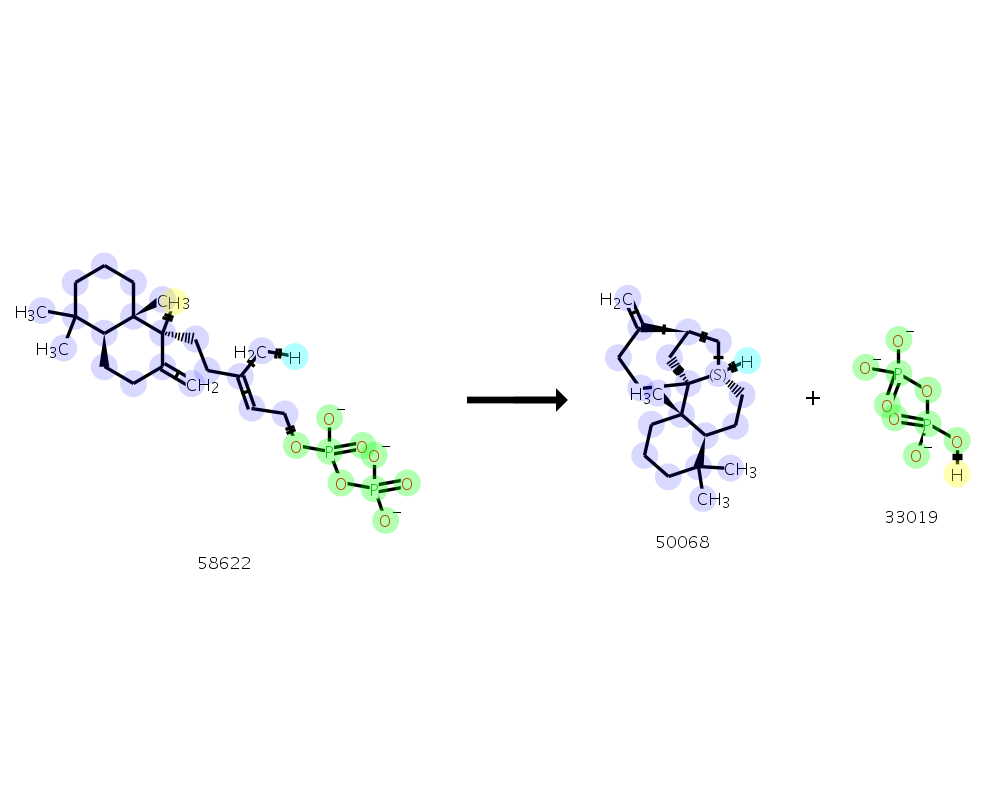 H₂C
CH3
H₃C
H₃C
H₂C
H
H₃C
(S)
H
CH₂
CH₃
CH₃
O⁻
O
P
O
O⁻
O
P
O
O⁻
O⁻
O⁻
P
O
O
O
P
O
O⁻
H
+
58622
50068
33019